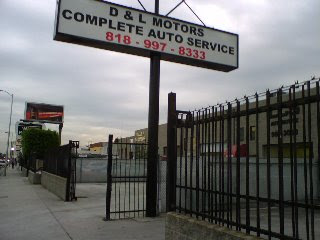 D & L MOTORS
COMPLETE AUTO SERVICE
818 - 997 - 8333